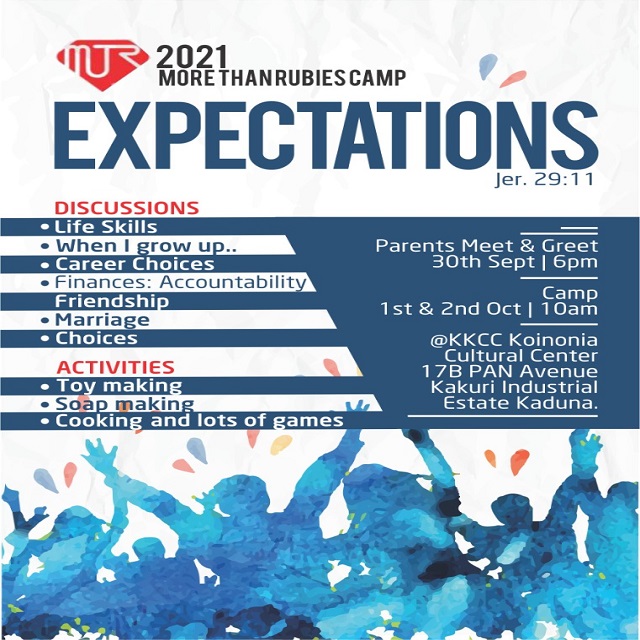 MTR
2021
MORE THAN RUBIES CAMP
EXPECTATIONS
Jer. 29:11
DISCUSSIONS
• Life Skills
• When I grow up..
• Career Choices
• Finances: Accountability
Friendship
• Marriage
• Choices
ACTIVITIES
• Toy making
• Soap making
• Cooking and lots of games
Parents Meet & Greet
30th Sept | 6pm
Camp
1st & 2nd Oct | 10am
@KKCC Koinonia
Cultural Center
17B PAN Avenue
Kakuri Industrial
Estate Kaduna.